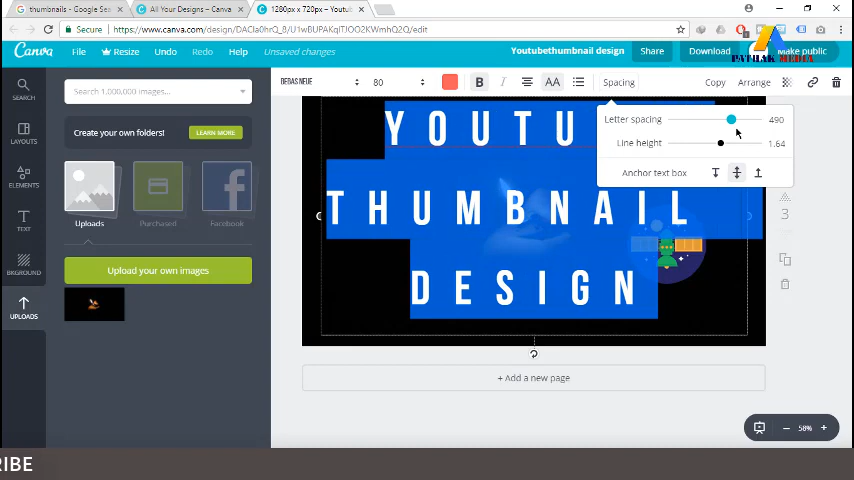 thumbnails - Google Sea
All Your Designs – Canva
1280px x 720px – Youtub
Secure
https://www.canva.com/design/DACla0hrQ_8/U1wBUPAKqiTJOO2KWmhQ2Q/edit
Canva
File
Resize
Undo
Redo
Help
Unsaved changes
Youtubethumbnail design
Share
Download
Make public
PATHAK MEDIA
SEARCH
Search 1,000,000 images...
BEBAS NEUE
80
B
I
AA
Spacing
Copy
Arrange
Create your own folders!
LEARN MORE
Letter spacing
490
Line height
1.64
Anchor text box
LAYOUTS
ELEMENTS
TEXT
BKGROUND
UPLOADS
Uploads
Purchased
Facebook
Upload your own images
YOUTU
THUMBNAIL
DESIGN
3
+ Add a new page
58%
RIBE